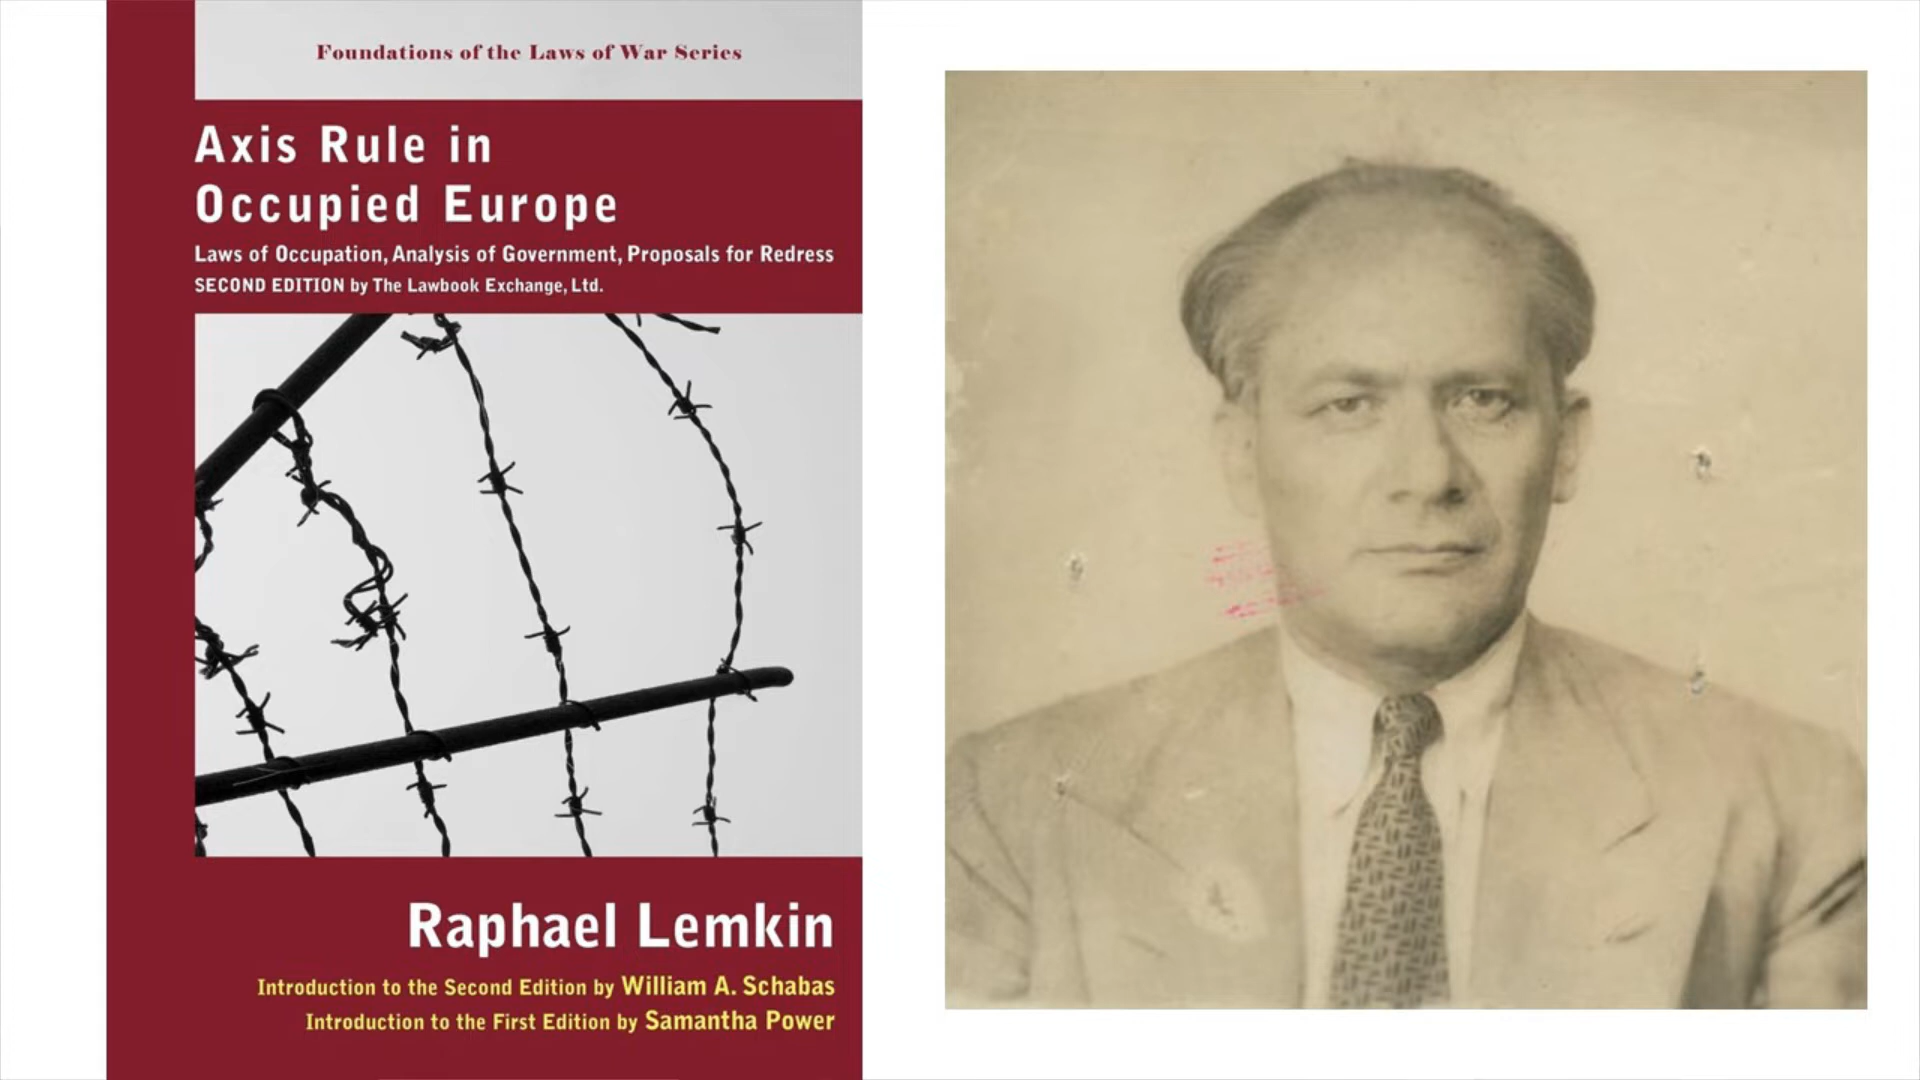 Foundations of the Laws of War Series
Axis Rule in
Occupied Europe
Laws of Occupation, Analysis of Government, Proposals for Redress
SECOND EDITION by The Lawbook Exchange, Ltd.
Raphael Lemkin
Introduction to the Second Edition by William A. Schabas
Introduction to the First Edition by Samantha Power